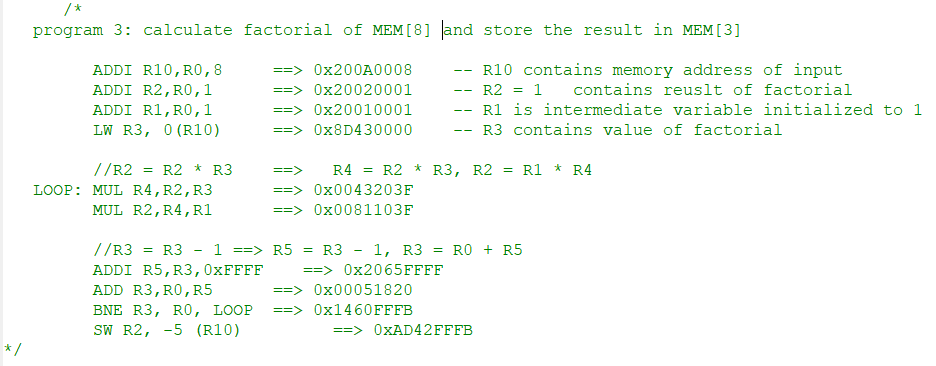 /*
program 3: calculate factorial of MEM[8] and store the result in MEM[3]
ADDI R10,R0,8 ==> 0x200A0008 -- R10 contains memory address of input
ADDI R2,R0,1 ==> 0x20020001 -- R2 = 1 contains reuslt of factorial
ADDI R1,R0,1 ==> 0x20010001 -- R1 is intermediate variable initialized to 1
LW R3, 0(R10) ==> 0x8D430000 -- R3 contains value of factorial
//R2 = R2 * R3 ==> R4 = R2 * R3, R2 = R1 * R4
LOOP: MUL R4,R2,R3 ==> 0x0043203F
MUL R2,R4,R1 ==> 0x0081103F
//R3 = R3 - 1 ==> R5 = R3 - 1, R3 = R0 + R5
ADDI R5,R3,0xFFFF ==> 0x2065FFFF
ADD R3,R0,R5 ==> 0x00051820
BNE R3, R0, LOOP ==> 0x1460FFFB
SW R2, -5 (R10) ==> 0xAD42FFFB
*/